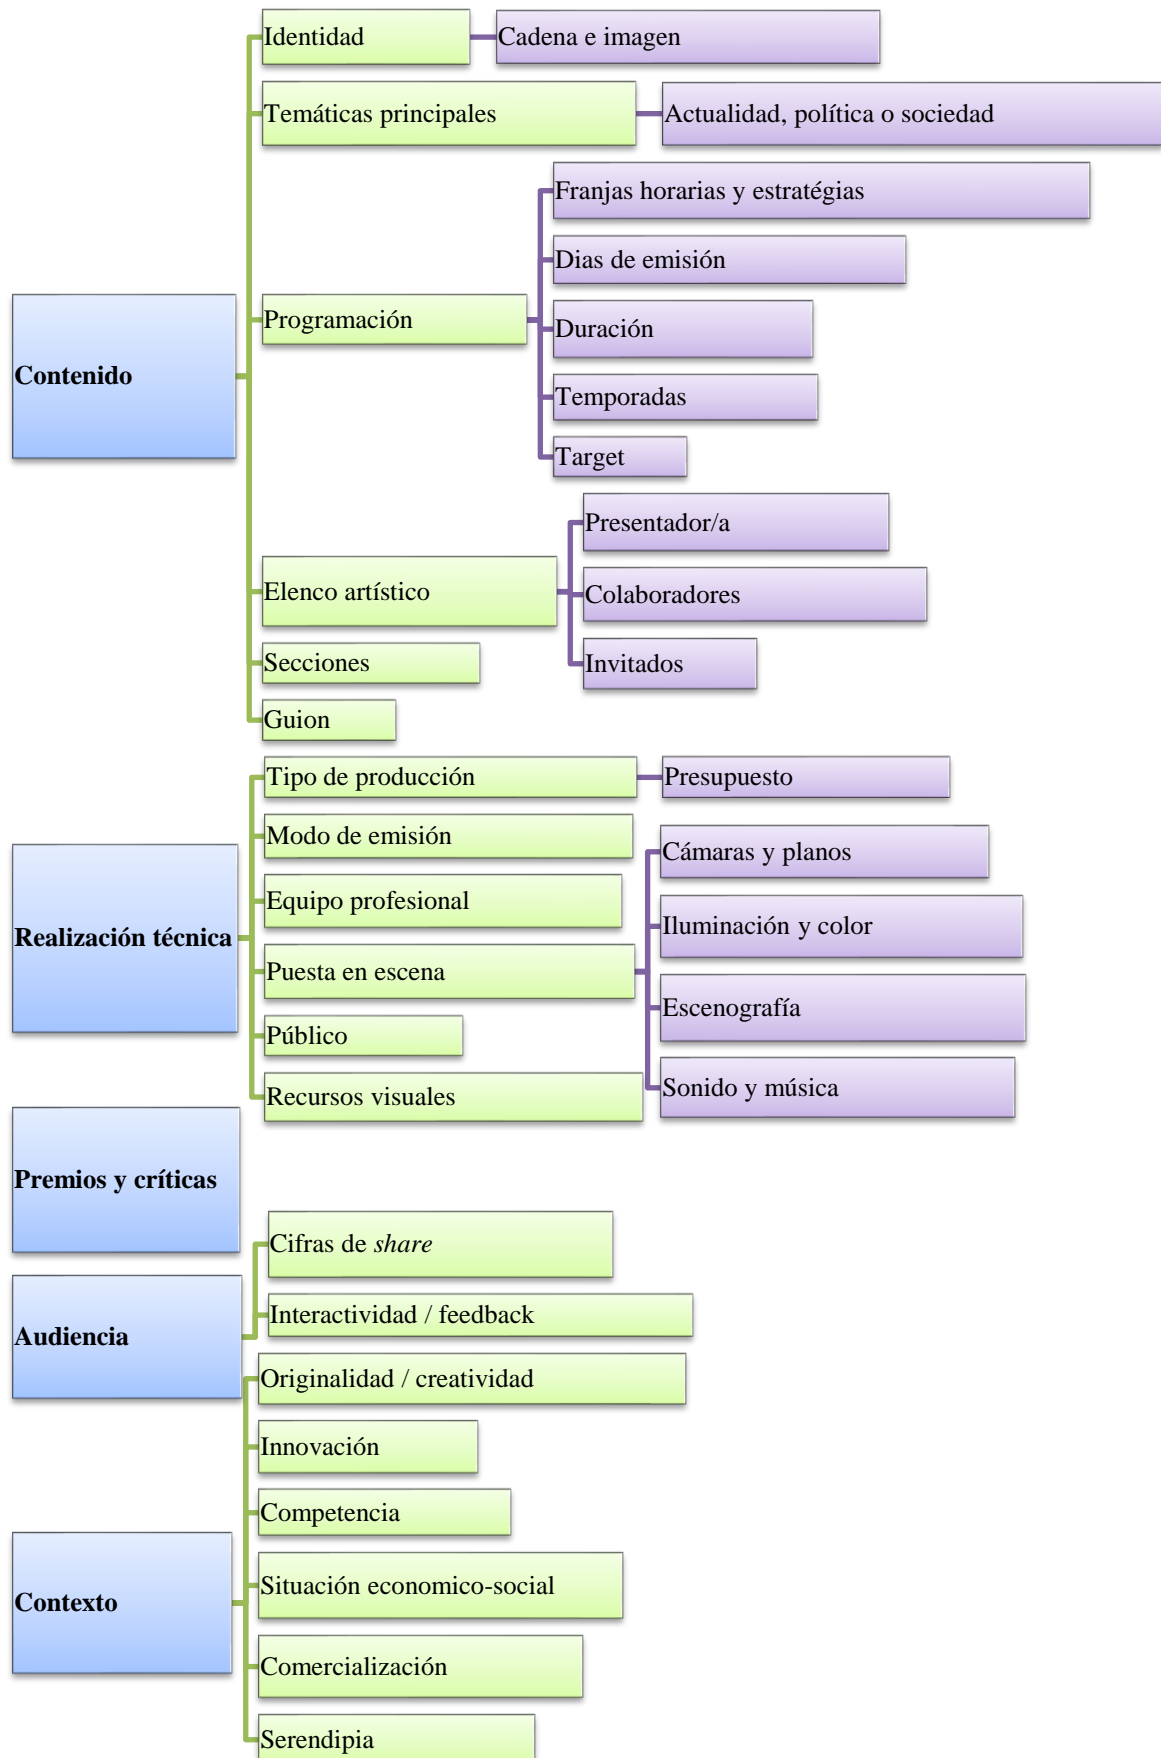 Contenido
Identidad
Cadena e imagen
Temáticas principales
Actualidad, política o sociedad
Programación
Franjas horarias y estratégias
Dias de emisión
Duración
Temporadas
Target
Elenco artístico
Presentador/a
Colaboradores
Invitados
Secciones
Guion
Realización técnica
Tipo de producción
Presupuesto
Modo de emisión
Equipo profesional
Puesta en escena
Cámaras y planos
Iluminación y color
Escenografía
Sonido y música
Público
Recursos visuales
Premios y críticas
Audiencia
Cifras de share
Interactividad / feedback
Contexto
Originalidad / creatividad
Innovación
Competencia
Situación economico-social
Comercialización
Serendipia